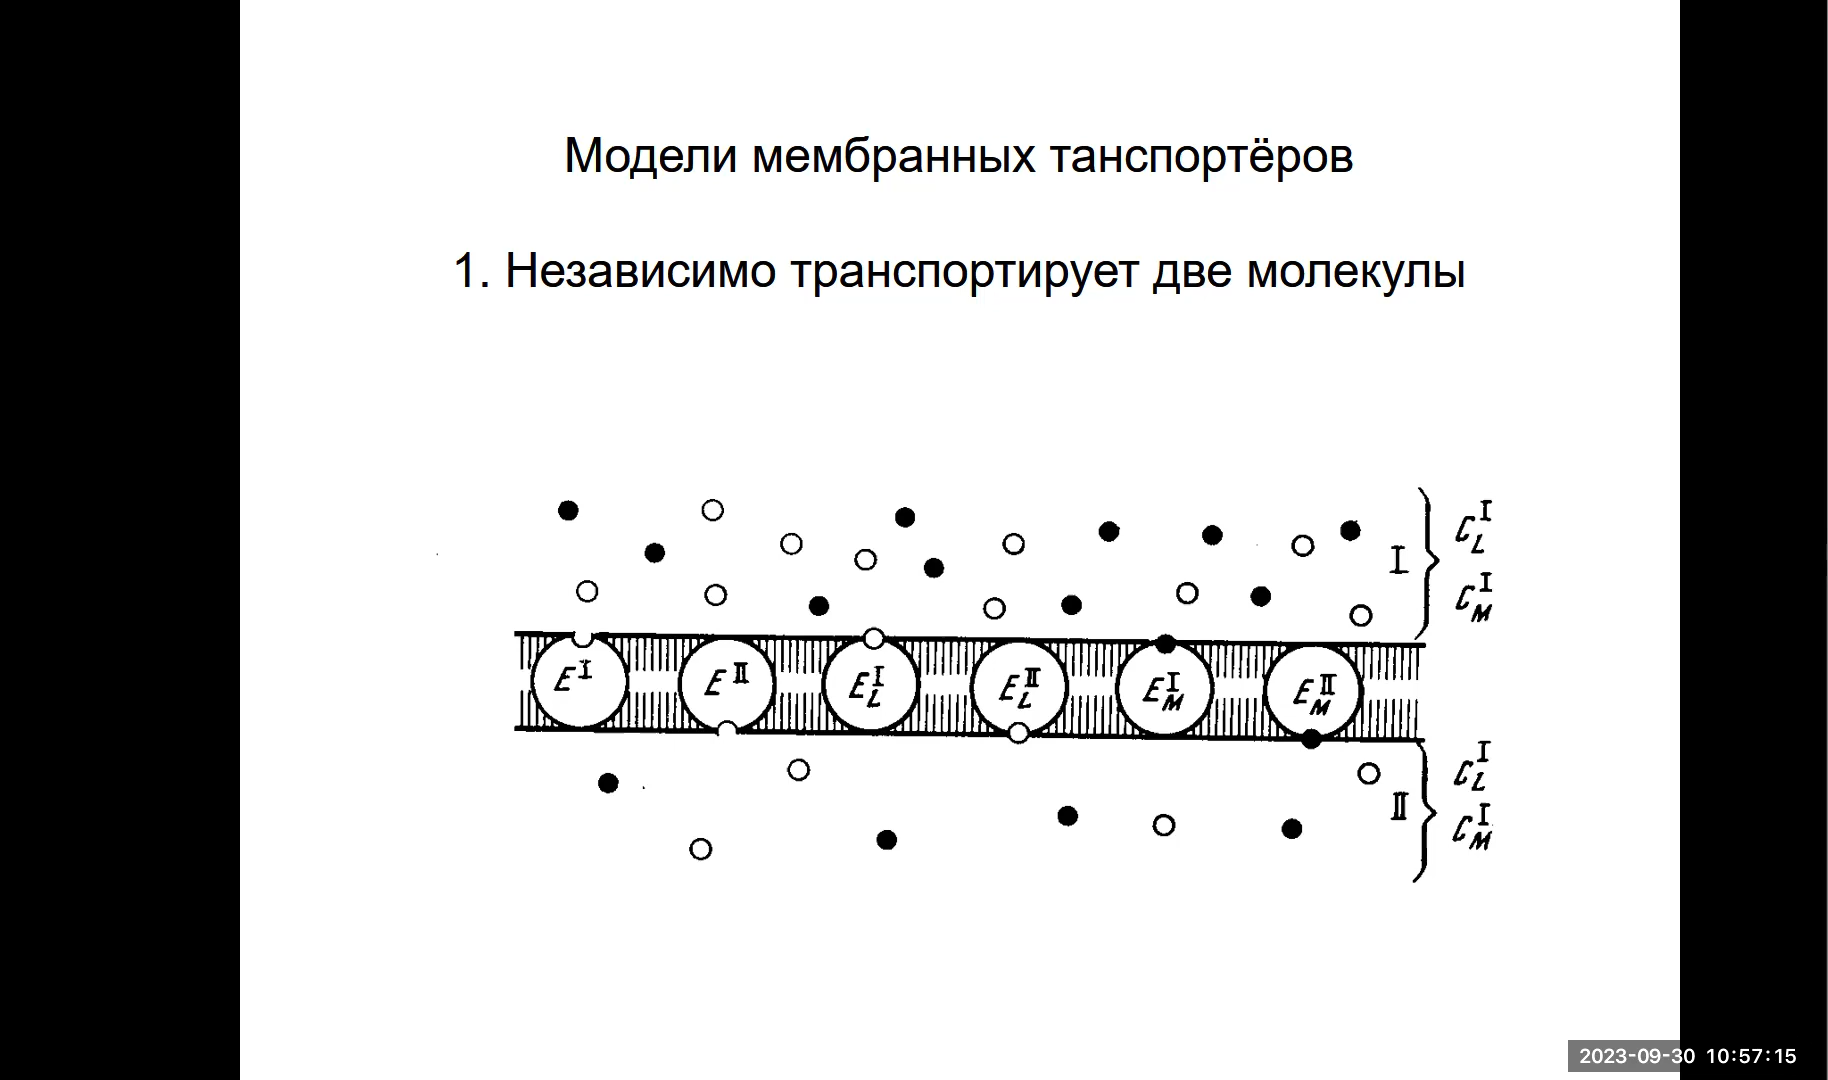 Модели мембранных танспортёров
1. Независимо транспортирует две молекулы
C_L^I
I
C_M^I
E^I E^II E_L^I E_L^II E_M^I E_M^II
C_L^I
II
C_M^I
2023-09-30 10:57:15